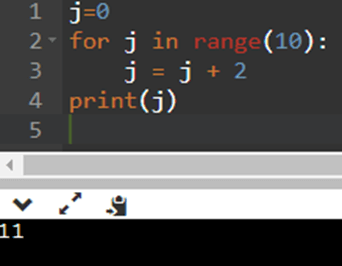 1 j=0
2 for j in range(10):
3     j = j + 2
4 print(j)
5
11